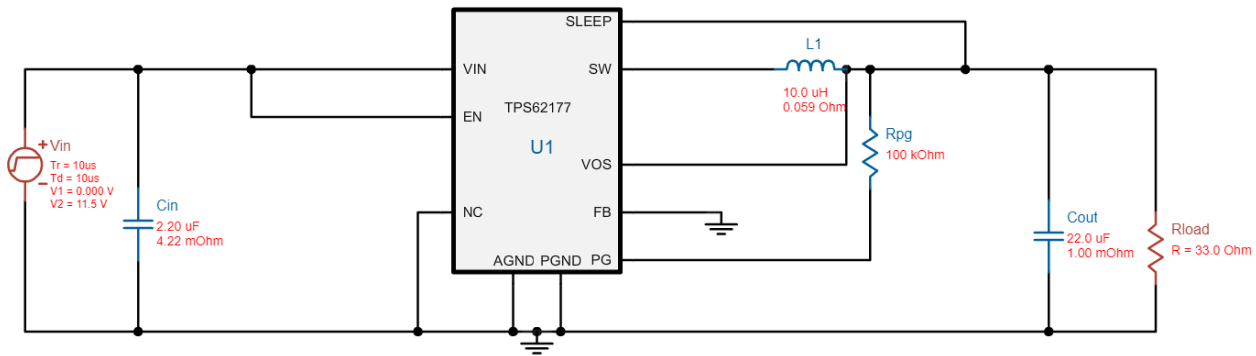 SLEEP
L1
VIN
SW
10.0 uH
0.059 Ohm
TPS62177
EN
U1
Rpg
100 kOhm
+
Vin
Tr = 10us
Td = 10us
V1 = 0.000 V
V2 = 11.5 V
−
VOS
Cin
2.20 uF
4.22 mOhm
NC
FB
Cout
22.0 uF
1.00 mOhm
Rload
R = 33.0 Ohm
AGND
PGND
PG